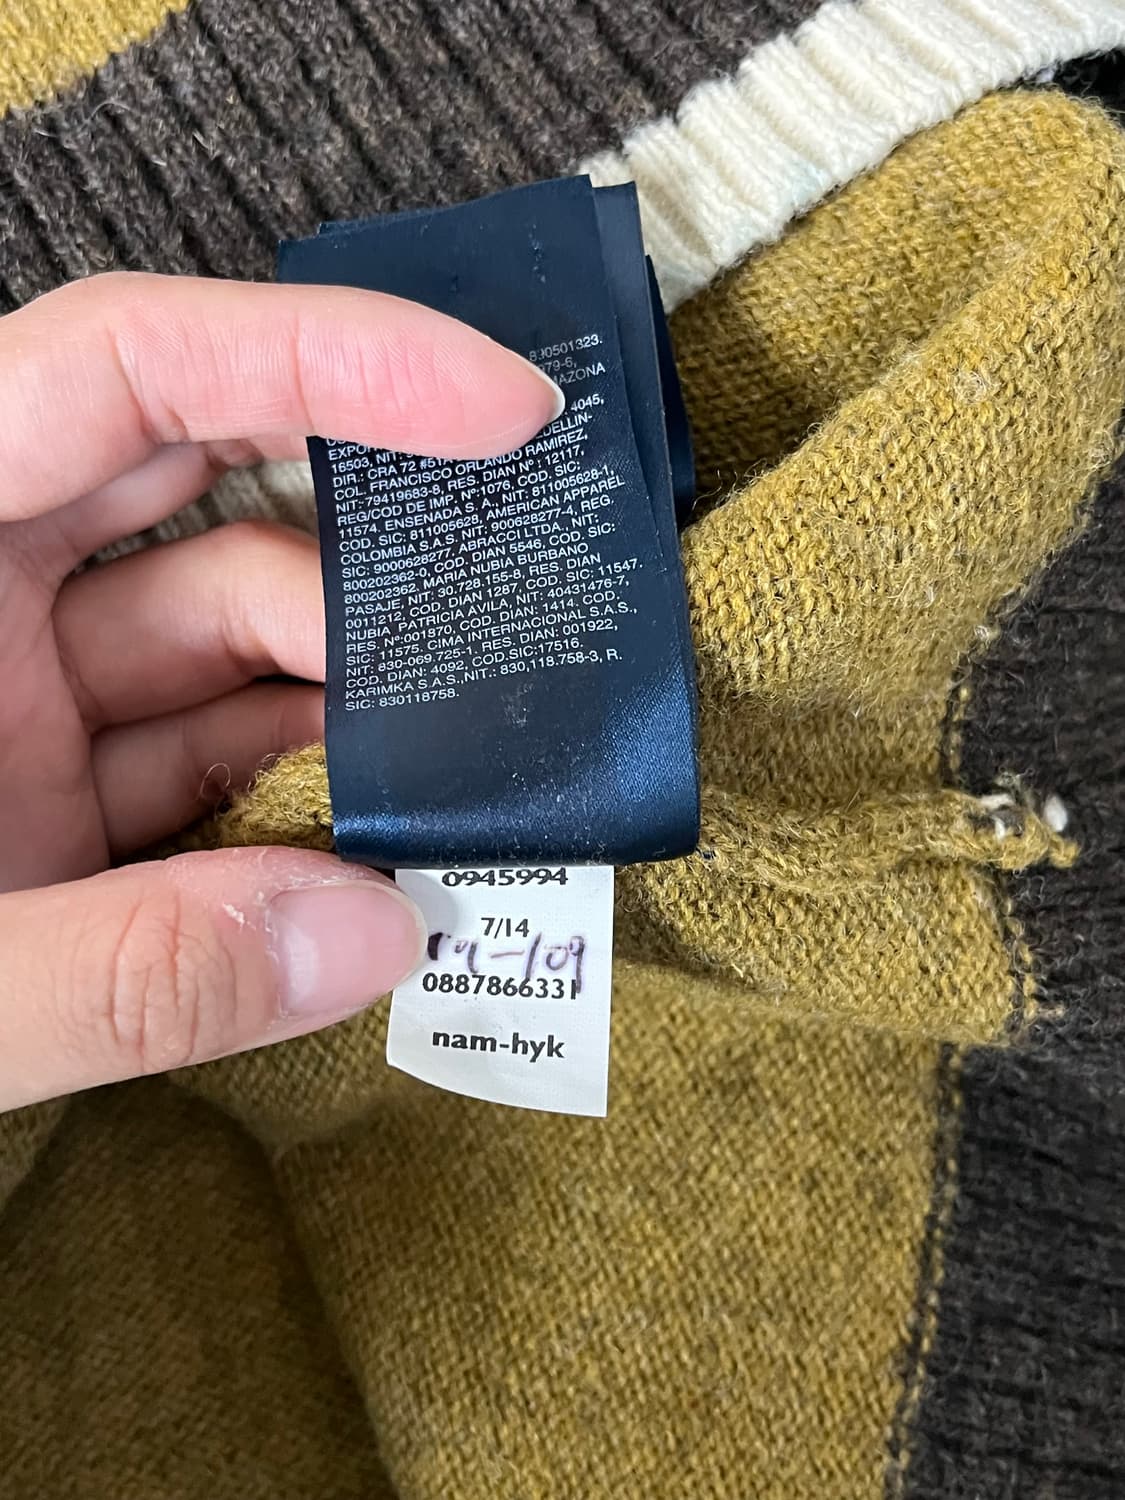 890501323.
979-6,
AZONA
4045,
DELLIN-
EXPOR
16503, NIT:
DIR.: CRA 72 #51
COL. FRANCISCO ORLANDO RAMIREZ,
NIT:79419683-8, RES. DIAN Nº : 12117,
REG/COD DE IMP. Nº:1076, COD. SIC:
11574. ENSENADA S. A., NIT: 811005628-1,
COD. SIC: 811005628, AMERICAN APPAREL
COLOMBIA S.A.S. NIT: 900628277-4, REG.
SIC: 9000628277, ABRACCI LTDA., NIT:
800202362-0, COD, DIAN 5546, COD. SIC:
800202362, MARIA NUBIA BURBANO
PASAJE, NIT: 30.728.155-8, RES. DIAN
0011212, COD. DIAN 1287, COD. SIC: 11547.
NUBIA PATRICIA AVILA, NIT: 40431476-7,
RES. Nº:001870, COD. DIAN: 1414. COD.
SIC: 11575. CIMA INTERNACIONAL S.A.S.,
NIT: 830-069.725-1. RES. DIAN: 001922,
COD. DIAN: 4092, COD.SIC:17516.
KARIMKA S.A.S.,NIT.: 830,118.758-3, R.
SIC: 830118758.
0945994
7/14
-109
0887866331
nam-hyk